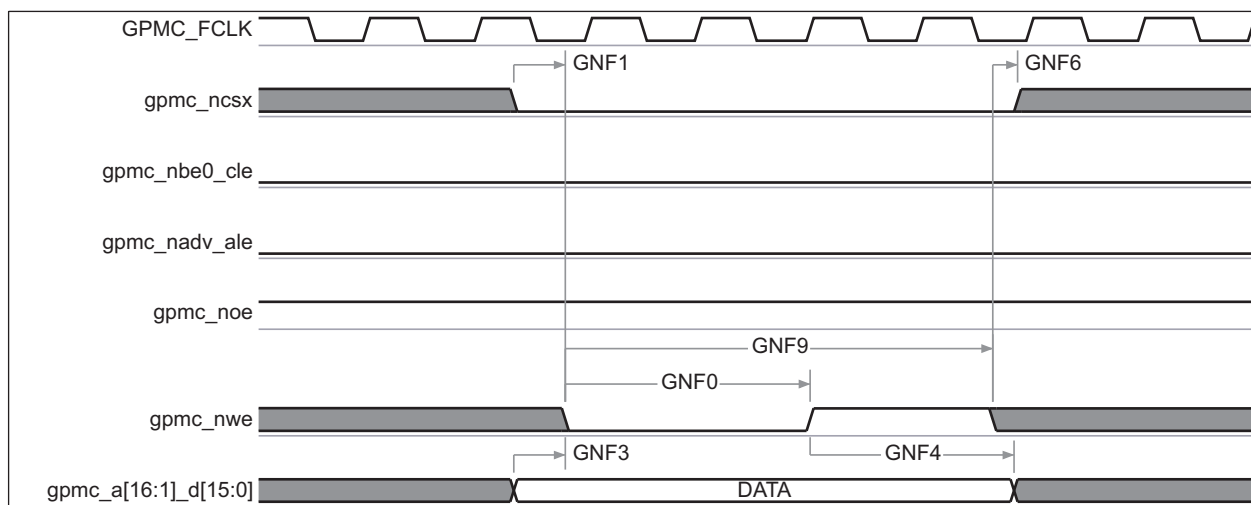 GPMC_FCLK
GNF1
GNF6
gpmc_ncsx
gpmc_nbe0_cle
gpmc_nadv_ale
gpmc_noe
GNF9
GNF0
gpmc_nwe
GNF3
GNF4
gpmc_a[16:1]_d[15:0]
DATA